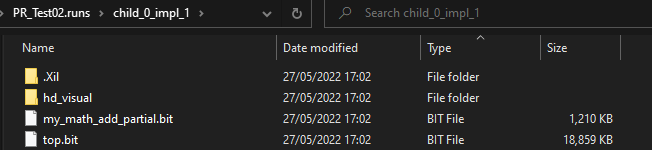 PR_Test02.runs > child_0_impl_1
Search child_0_impl_1
Name Date modified Type Size
.Xil 27/05/2022 17:02 File folder
hd_visual 27/05/2022 17:02 File folder
my_math_add_partial.bit 27/05/2022 17:02 BIT File 1,210 KB
top.bit 27/05/2022 17:02 BIT File 18,859 KB